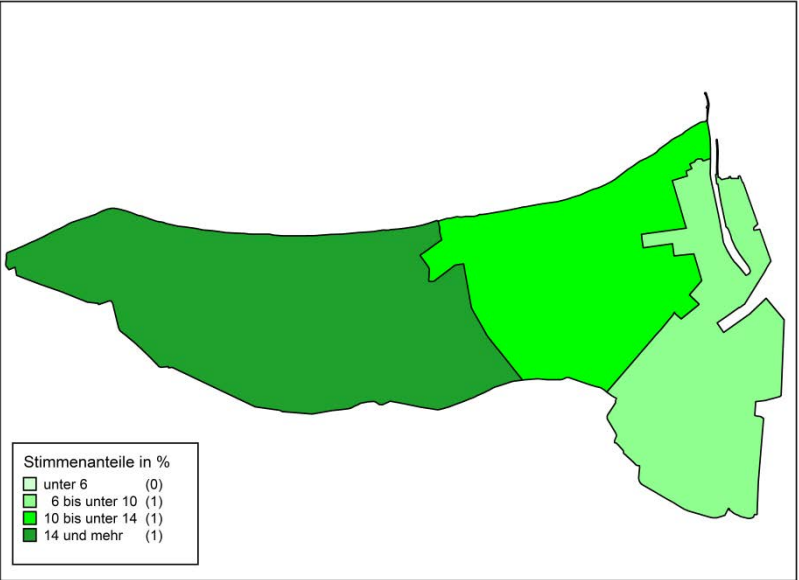 Stimmenanteile in %
unter 6 (0)
6 bis unter 10 (1)
10 bis unter 14 (1)
14 und mehr (1)